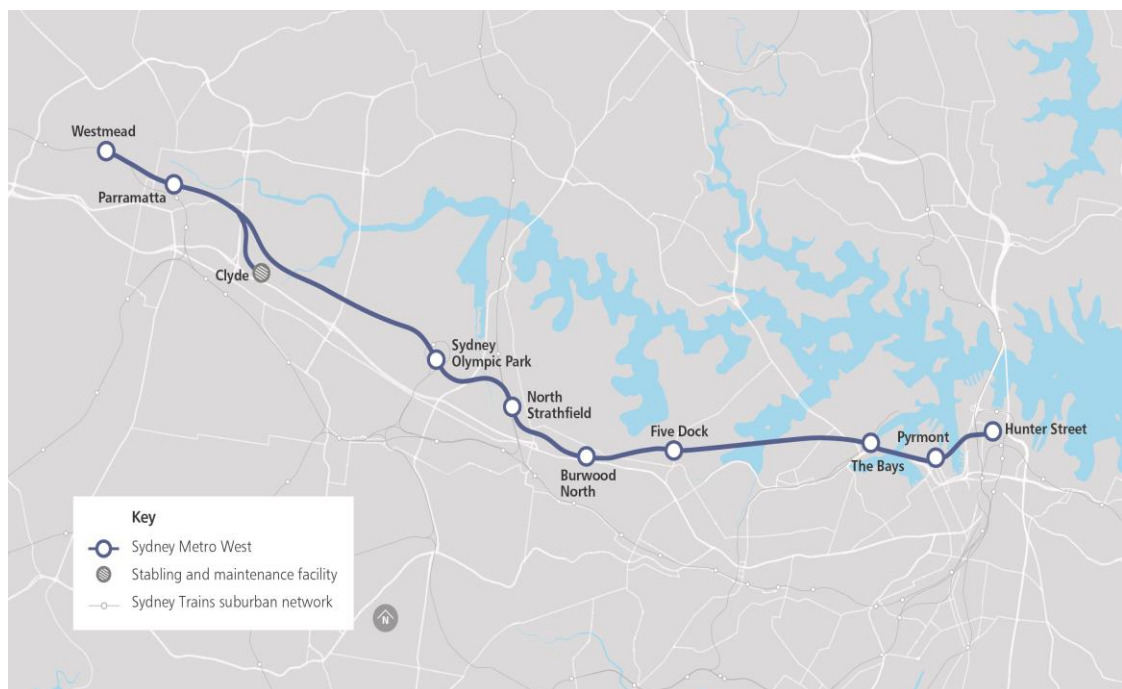 Westmead
Parramatta
Clyde
Sydney
Olympic Park
North
Strathfield
Burwood
North
Five Dock
The Bays
Pyrmont
Hunter Street
Key
Sydney Metro West
Stabling and maintenance facility
Sydney Trains suburban network
N